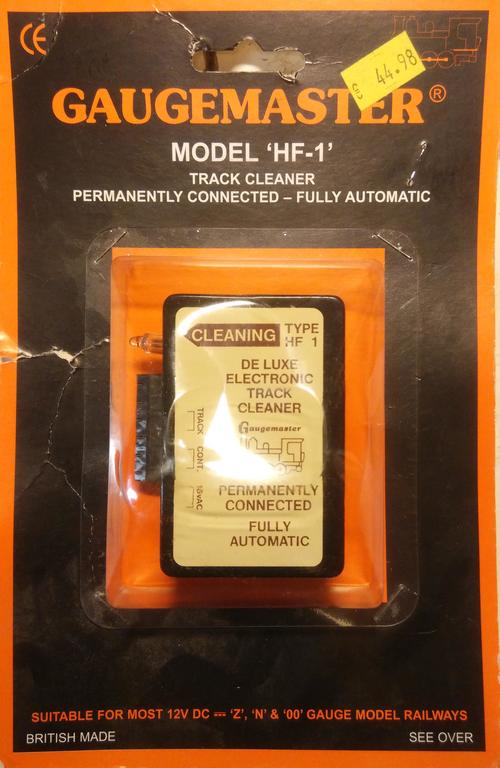 CE
44.98
GAUGEMASTER®
MODEL 'HF-1'
TRACK CLEANER
PERMANENTLY CONNECTED – FULLY AUTOMATIC
CLEANING
TYPE
HF 1
DE LUXE
ELECTRONIC
TRACK
CLEANER
Gaugemaster
TRACK
CONT.
16vAC
PERMANENTLY
CONNECTED
FULLY
AUTOMATIC
SUITABLE FOR MOST 12V DC ⎓ 'Z', 'N' & '00' GAUGE MODEL RAILWAYS
BRITISH MADE
SEE OVER